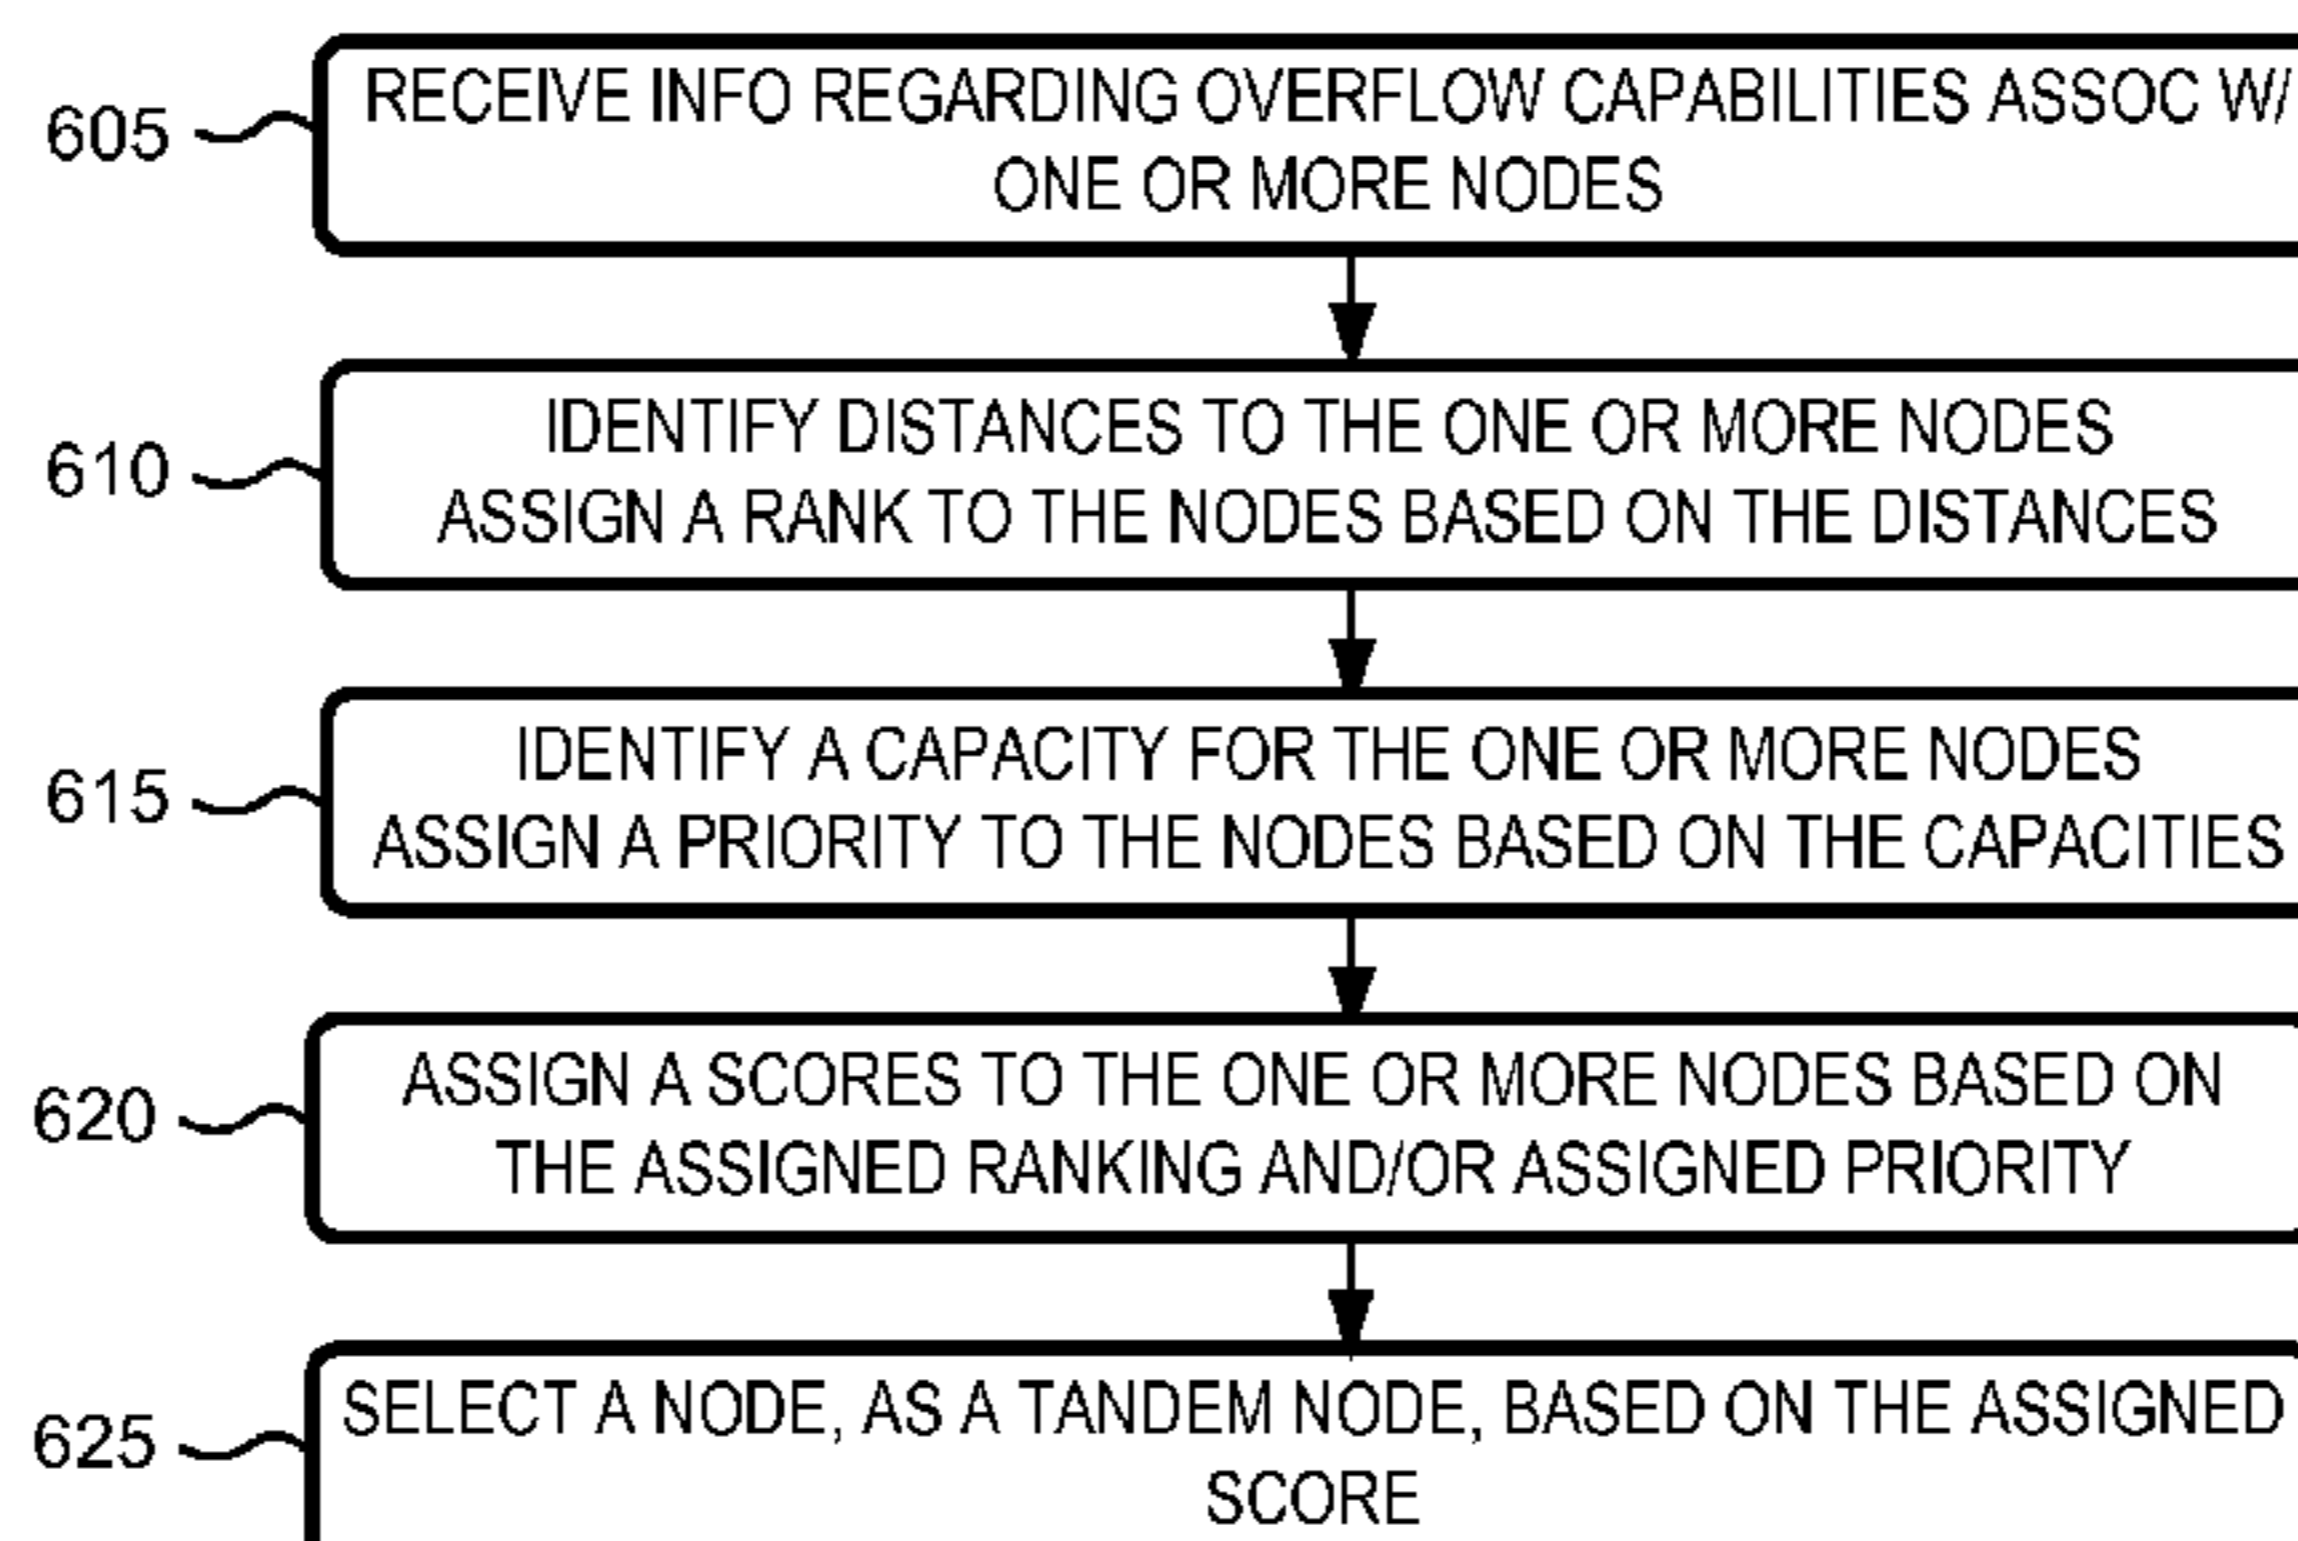 605
RECEIVE INFO REGARDING OVERFLOW CAPABILITIES ASSOC W/
ONE OR MORE NODES
610
IDENTIFY DISTANCES TO THE ONE OR MORE NODES
ASSIGN A RANK TO THE NODES BASED ON THE DISTANCES
615
IDENTIFY A CAPACITY FOR THE ONE OR MORE NODES
ASSIGN A PRIORITY TO THE NODES BASED ON THE CAPACITIES
620
ASSIGN A SCORES TO THE ONE OR MORE NODES BASED ON
THE ASSIGNED RANKING AND/OR ASSIGNED PRIORITY
625
SELECT A NODE, AS A TANDEM NODE, BASED ON THE ASSIGNED
SCORE